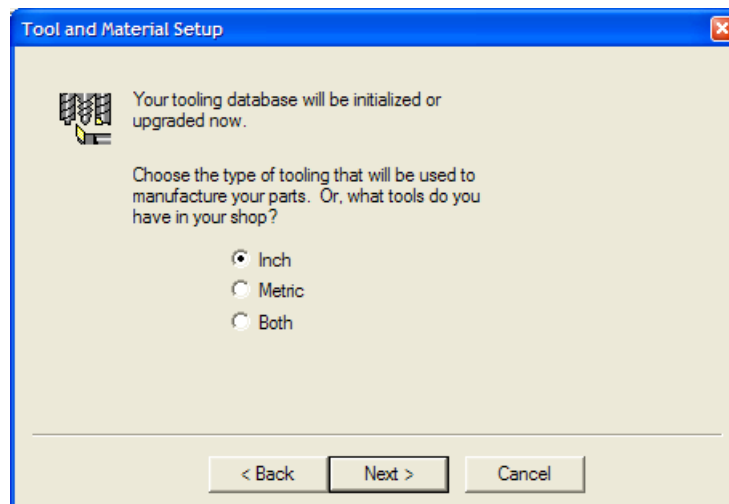 Tool and Material Setup
Your tooling database will be initialized or
upgraded now.
Choose the type of tooling that will be used to
manufacture your parts. Or, what tools do you
have in your shop?
Inch
Metric
Both
< Back Next > Cancel